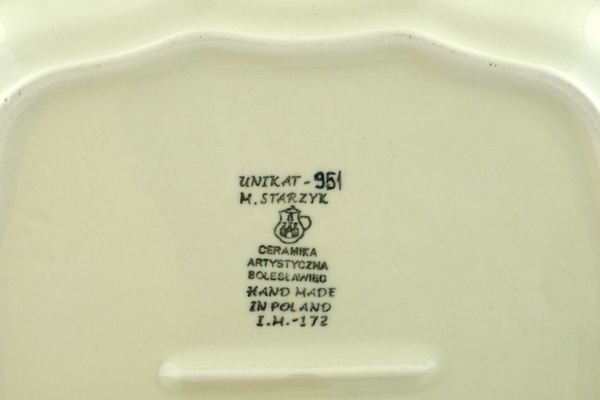 UNIKAT-951
M. STARZYK
CERAMIKA
ARTYSTYCZNA
BOLESŁAWIEC
HAND MADE
IN POLAND
I.M.-172